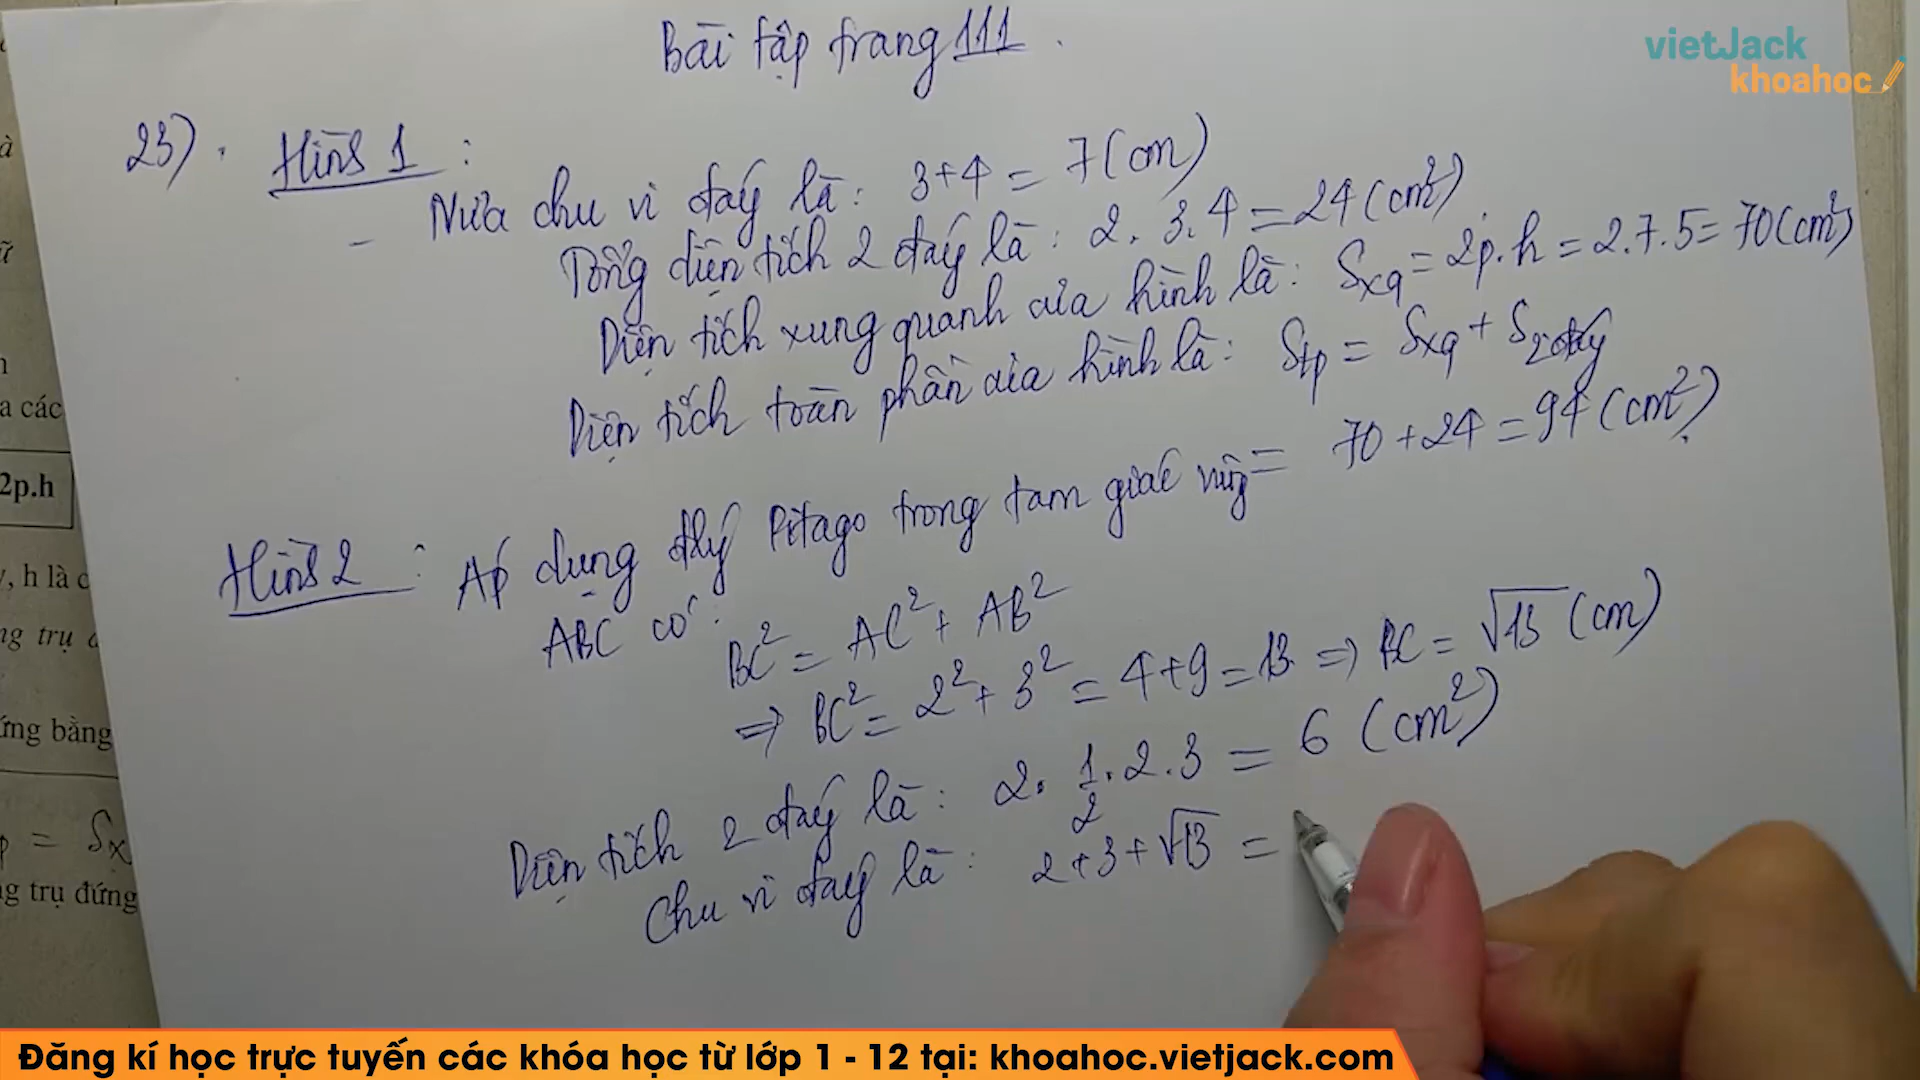 Bài tập trang 111.
vietJack
khoahoc
23). Hình 1:
- Nửa chu vi đáy là: 3+4 = 7(cm)
Tổng diện tích 2 đáy là: 2.3.4 = 24(cm²)
Diện tích xung quanh của hình là: Sxq = 2p.h = 2.7.5 = 70(cm²)
Diện tích toàn phần của hình là: Stp = Sxq + S2đáy
= 70 + 24 = 94(cm²).
Hình 2: Áp dụng đlý Pitago trong tam giác vuông
ABC có:
BC² = AC² + AB²
⇒ BC² = 2² + 3² = 4+9 = 13 ⇒ BC = √13 (cm)
Diện tích 2 đáy là: 2. 1/2 .2.3 = 6 (cm²)
Chu vi đáy là: 2+3+√13 =
à
ữ
a các
2p.h
, h là c
ng trụ
ứng bằng
p = Sx
g trụ đứng
Đăng kí học trực tuyến các khóa học từ lớp 1 - 12 tại: khoahoc.vietjack.com